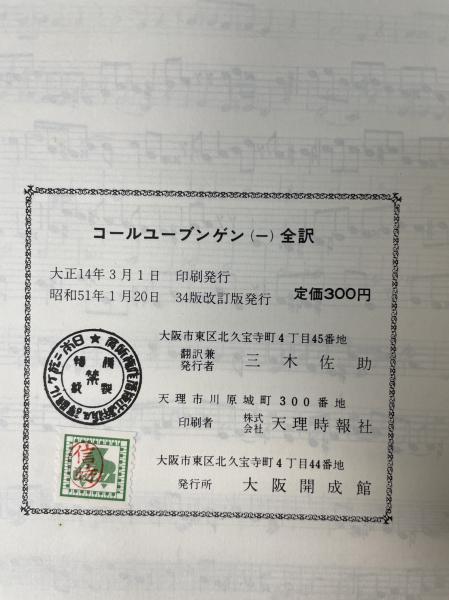 コールユーブンゲン(一)全訳
大正14年3月1日 印刷発行
昭和51年1月20日 34版改訂版発行 定価300円
大阪市東区北久宝寺町4丁目45番地
翻訳兼
発行者 三木佐助
天理市川原城町300番地
印刷者 株式
会社 天理時報社
大阪市東区北久宝寺町4丁目44番地
発行所 大阪開成館